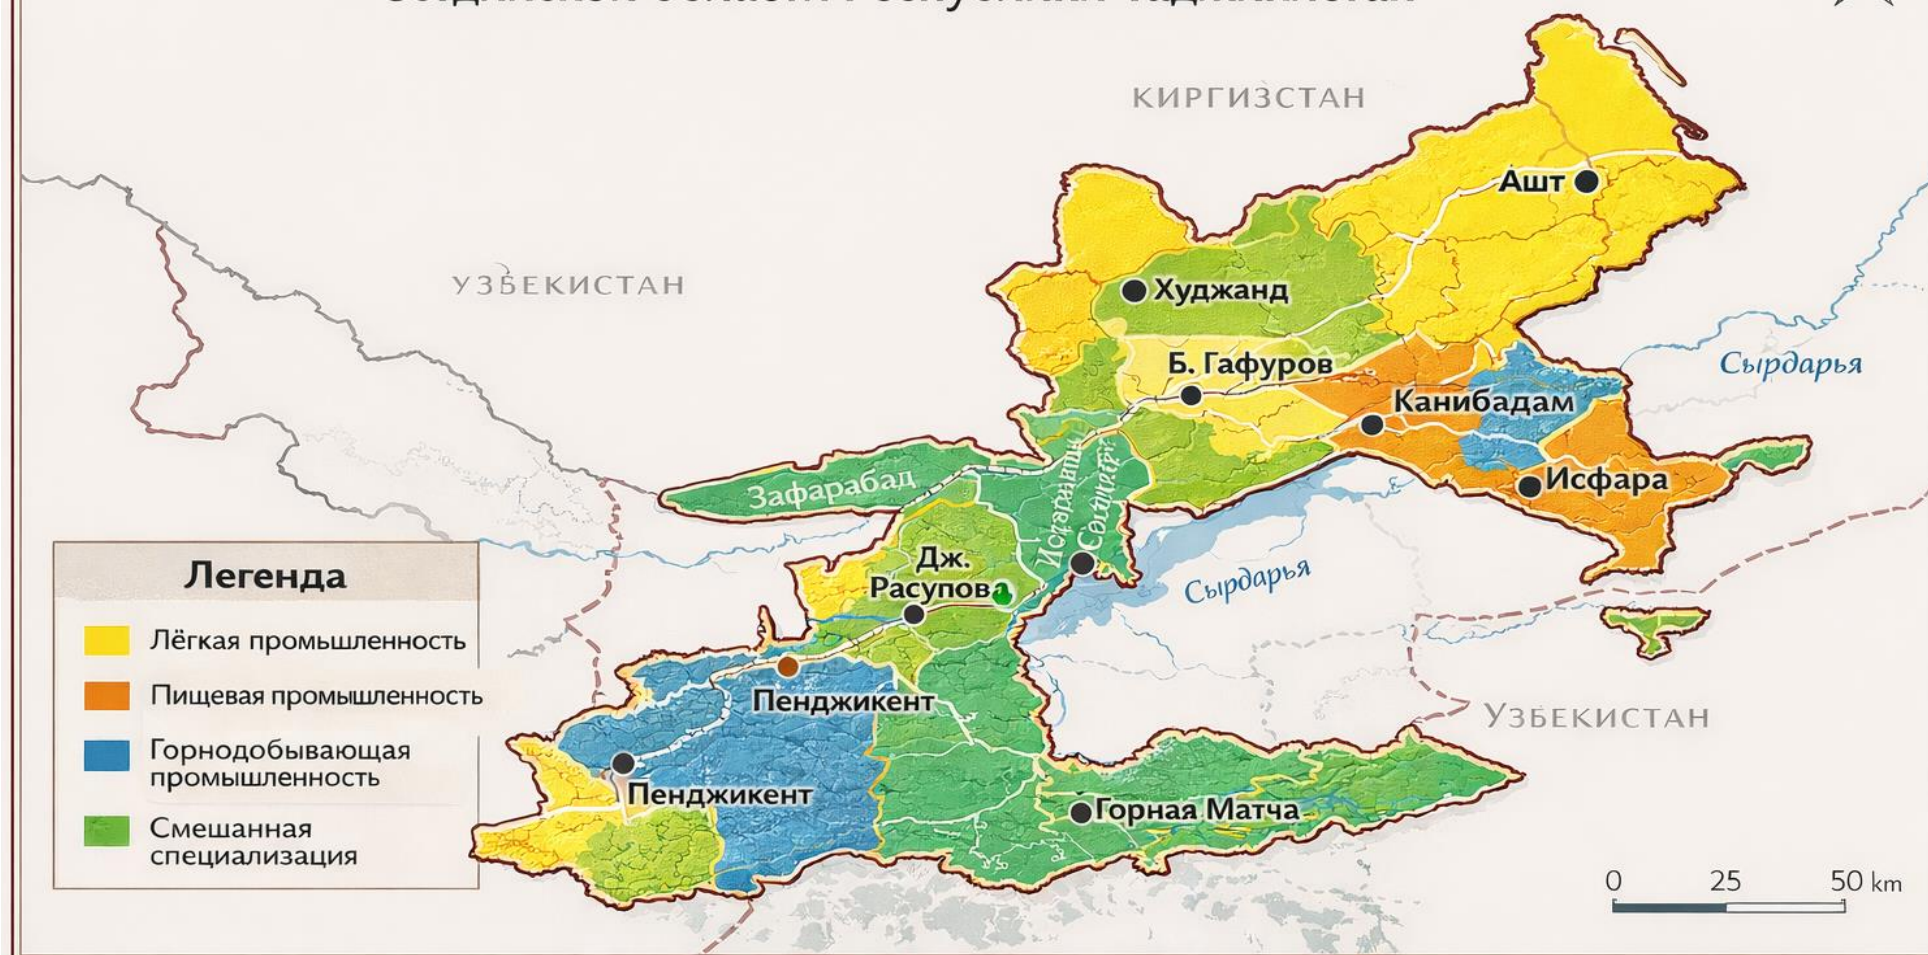 КИРГИЗСТАН
УЗБЕКИСТАН
Ашт
Худжанд
Б. Гафуров
Сырдарья
Канибадам
Исфара
Зафарабад
Дж.
Расупова
Сырдарья
Пенджикент
УЗБЕКИСТАН
Пенджикент
Горная Матча
Легенда
Лёгкая промышленность
Пищевая промышленность
Горнодобывающая
промышленность
Смешанная
специализация
0 25 50 km